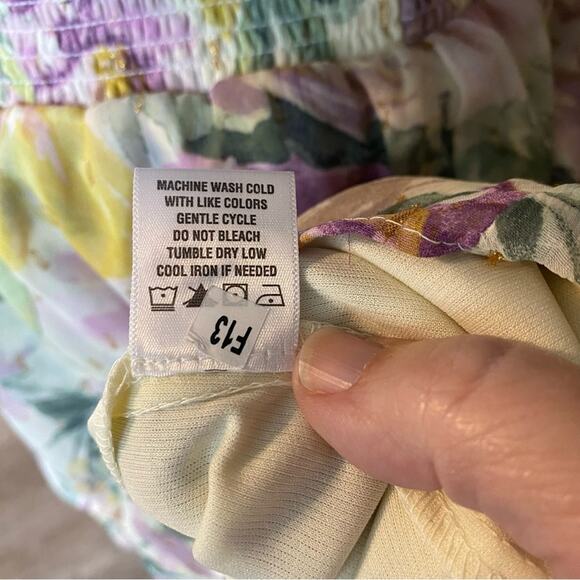 MACHINE WASH COLD
WITH LIKE COLORS
GENTLE CYCLE
DO NOT BLEACH
TUMBLE DRY LOW
COOL IRON IF NEEDED
F13